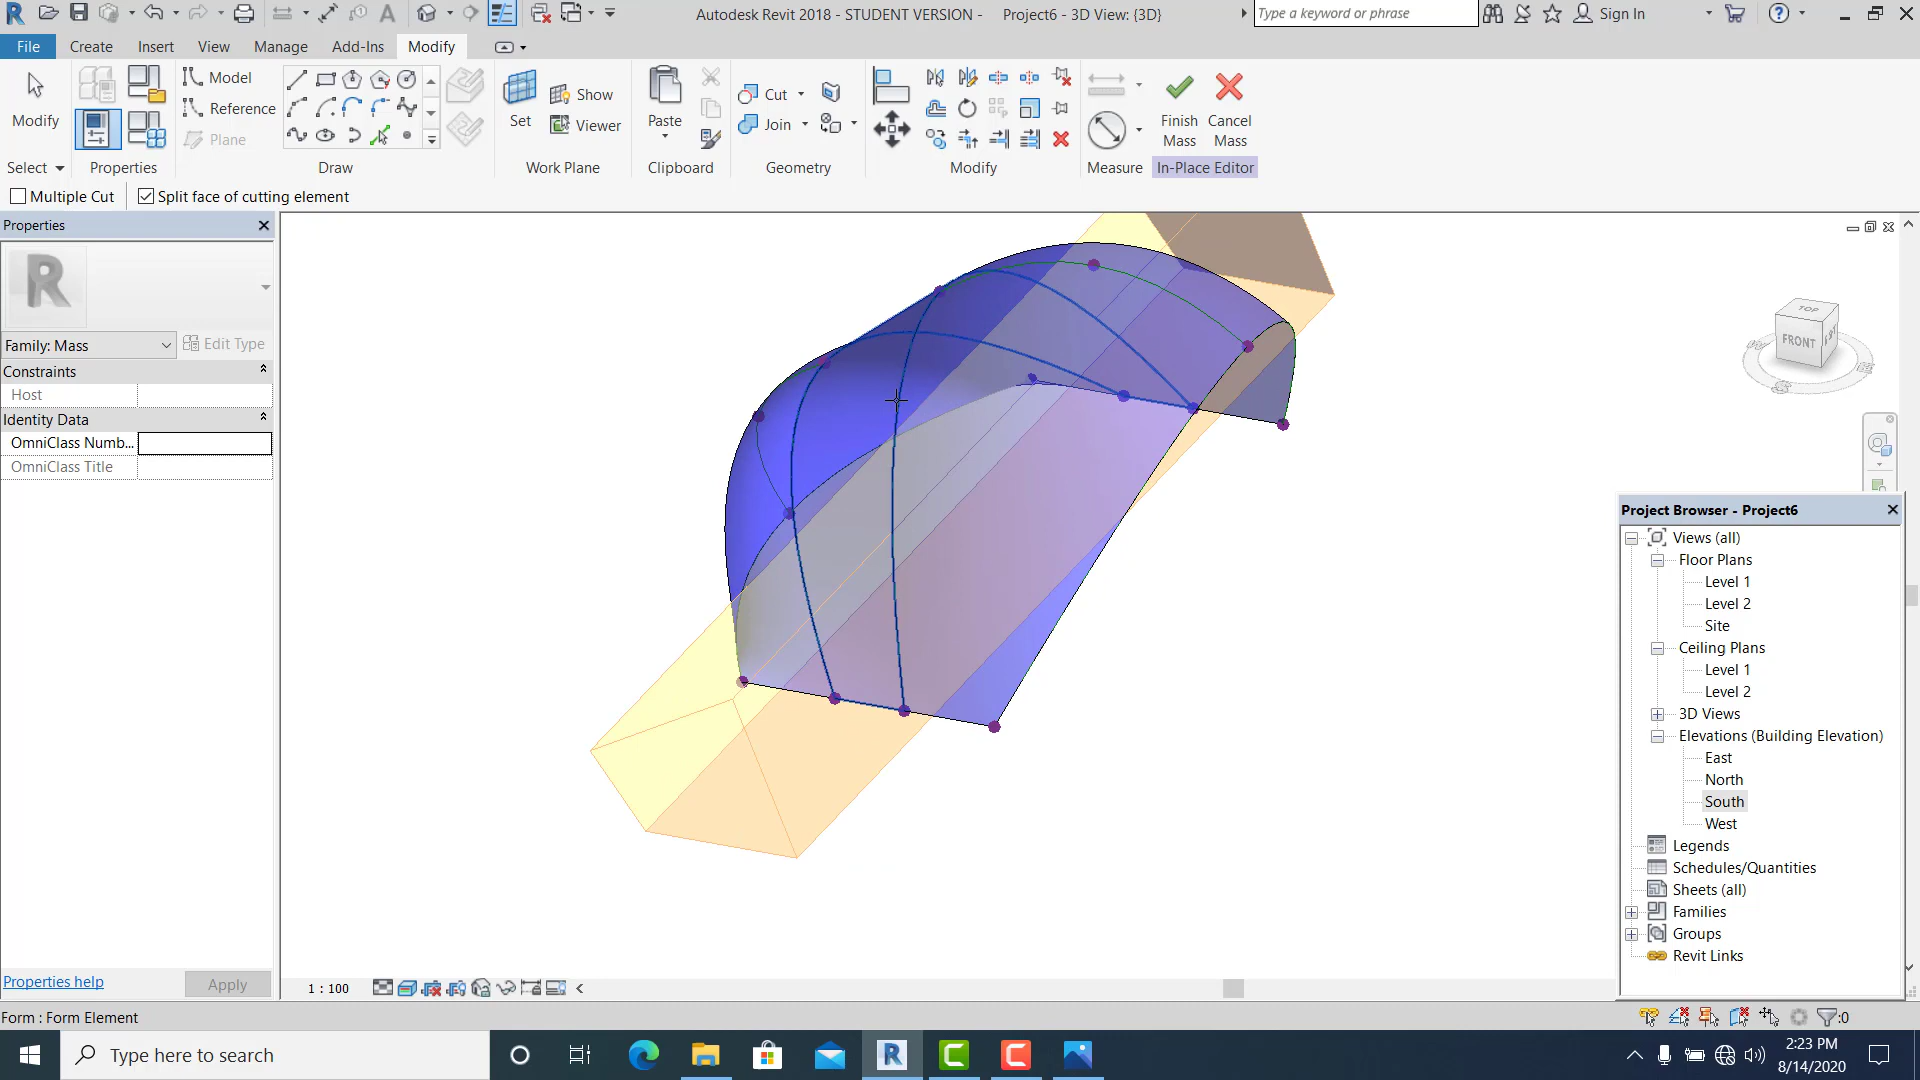 Autodesk Revit 2018 - STUDENT VERSION - Project6 - 3D View: {3D}
Type a keyword or phrase
Sign In
File Create Insert View Manage Add-Ins Modify
Modify
Model
Reference
Plane
Set
Show
Viewer
Paste
Cut
Join
Finish Mass
Cancel Mass
Select Properties Draw Work Plane Clipboard Geometry Modify Measure In-Place Editor
Multiple Cut Split face of cutting element
Properties
R
Family: Mass
Edit Type
Constraints
Host
Identity Data
OmniClass Numb...
OmniClass Title
Properties help
Apply
TOP
FRONT
Project Browser - Project6
Views (all)
Floor Plans
Level 1
Level 2
Site
Ceiling Plans
Level 1
Level 2
3D Views
Elevations (Building Elevation)
East
North
South
West
Legends
Schedules/Quantities
Sheets (all)
Families
Groups
Revit Links
1 : 100
Form : Form Element
:0
Type here to search
2:23 PM
8/14/2020